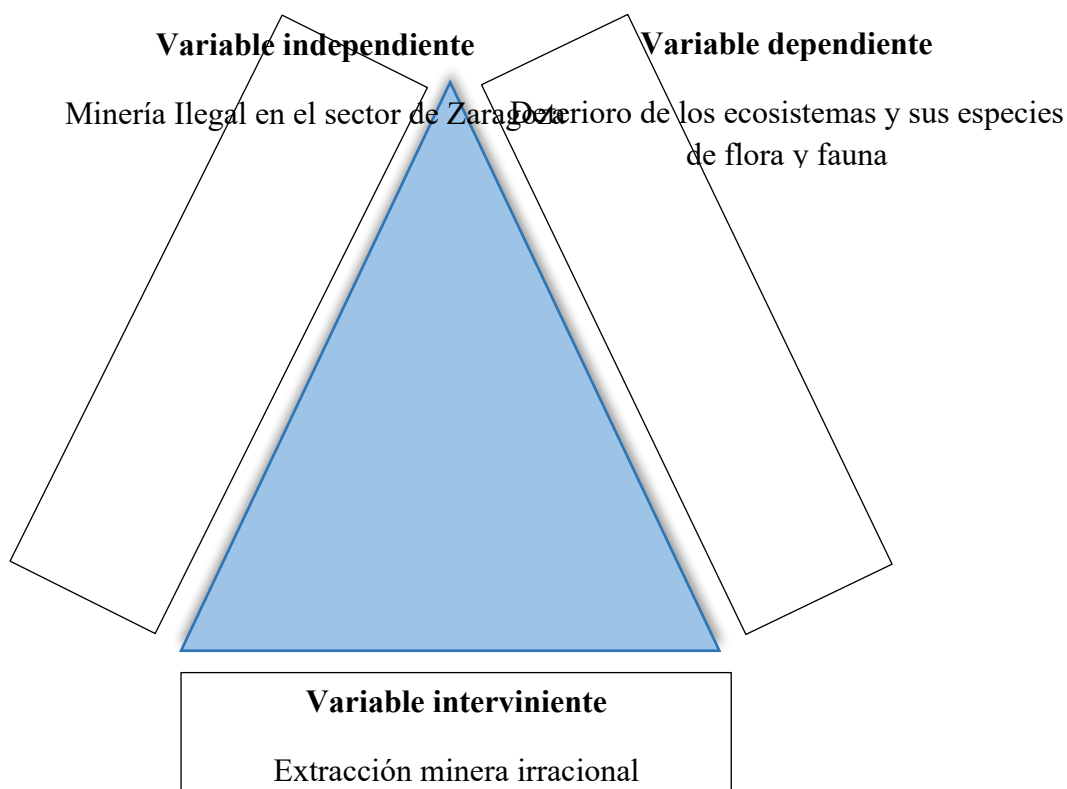 Variable independiente
Minería Ilegal en el sector de Zaragoza
Variable dependiente
Deterioro de los ecosistemas y sus especies
de flora y fauna
Variable interviniente
Extracción minera irracional